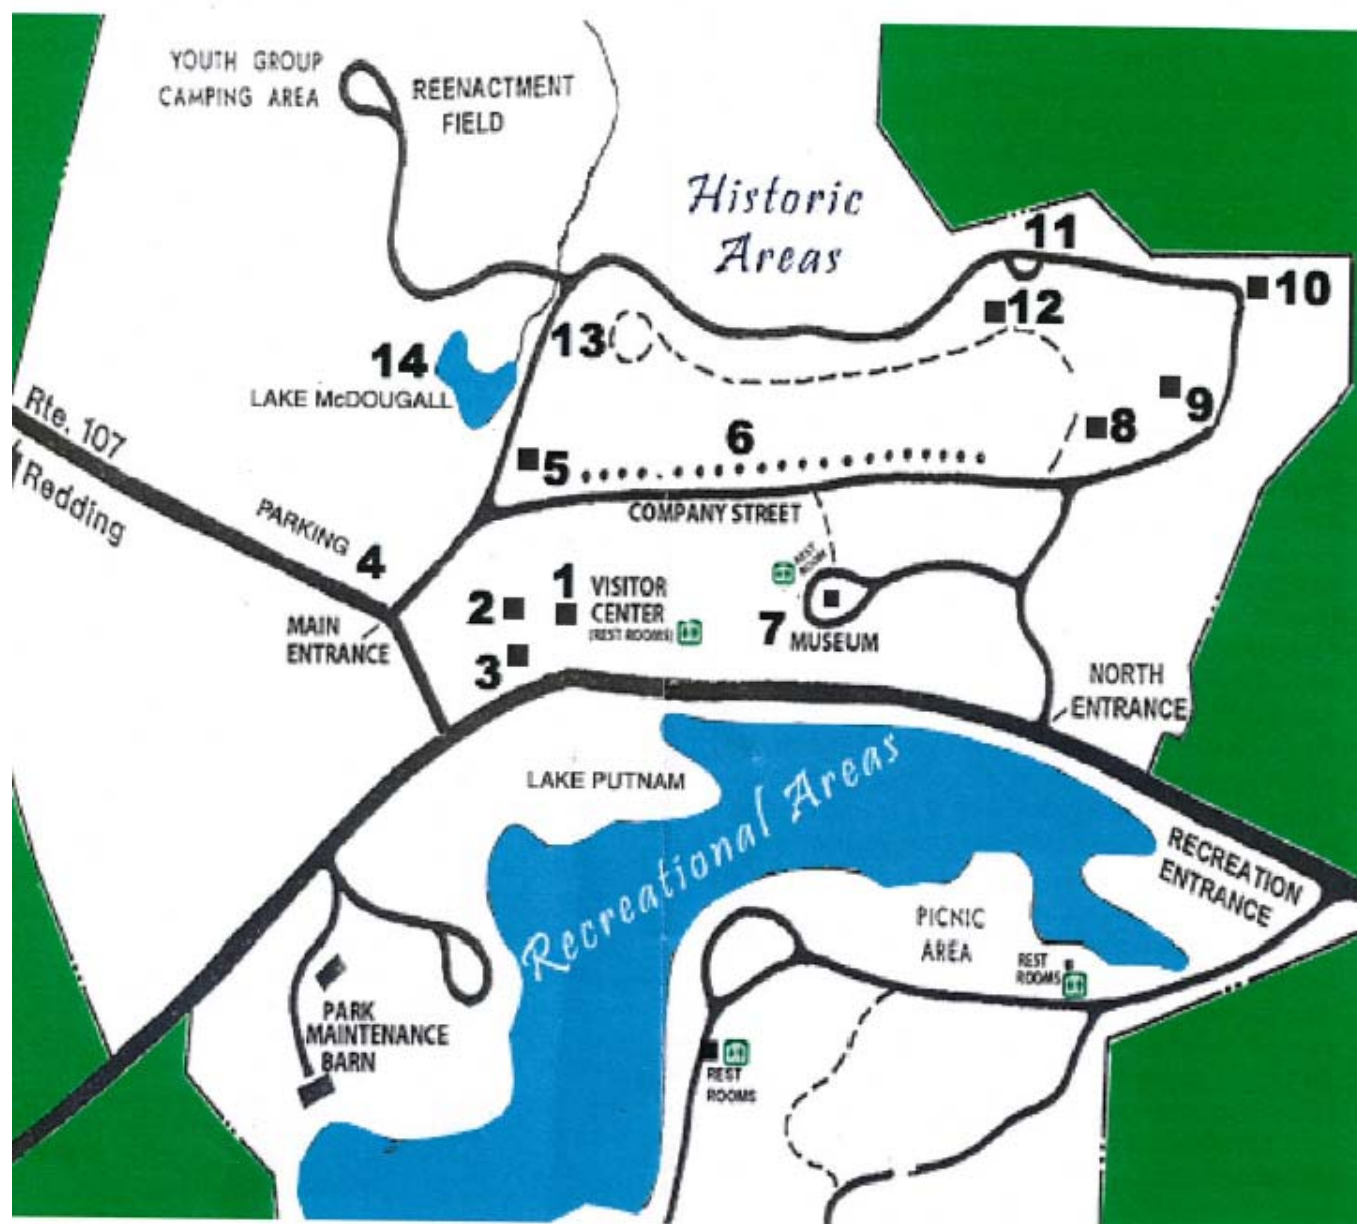 YOUTH GROUP
CAMPING AREA
REENACTMENT
FIELD
Historic
Areas
11
10
12
13
14
LAKE McDOUGALL
9
8
6
5
Rte. 107
Redding
PARKING
4
COMPANY STREET
REST
ROOM
1
2
3
VISITOR
CENTER
(REST ROOMS)
7
MUSEUM
MAIN
ENTRANCE
NORTH
ENTRANCE
LAKE PUTNAM
Recreational Areas
RECREATION
ENTRANCE
PICNIC
AREA
REST
ROOMS
PARK
MAINTENANCE
BARN
REST
ROOMS